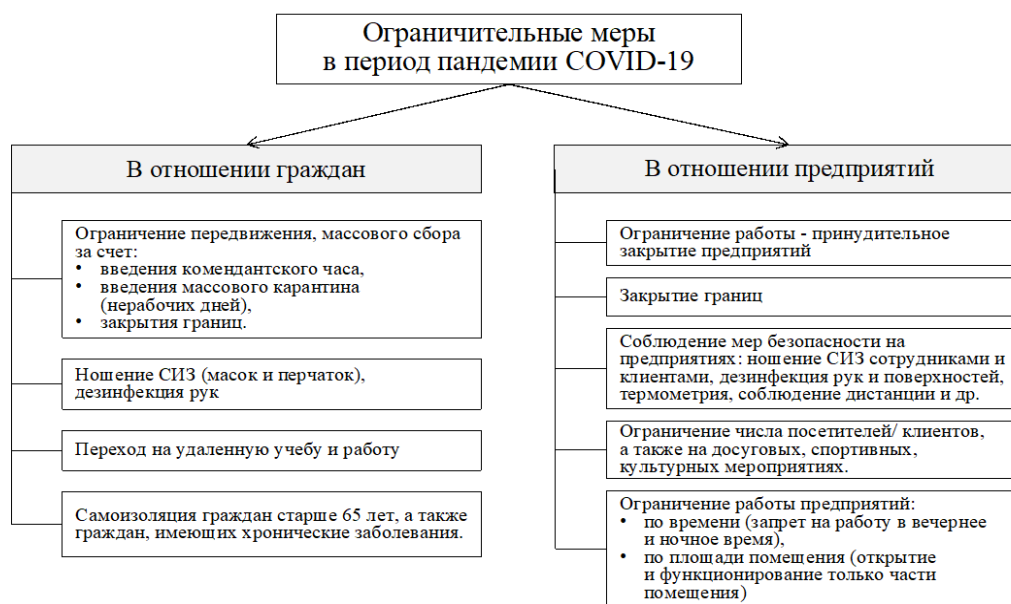 Ограничительные меры
в период пандемии COVID-19
В отношении граждан
Ограничение передвижения, массового сбора
за счет:
• введения комендантского часа,
• введения массового карантина
(нерабочих дней),
• закрытия границ.
Ношение СИЗ (масок и перчаток),
дезинфекция рук
Переход на удаленную учебу и работу
Самоизоляция граждан старше 65 лет, а также
граждан, имеющих хронические заболевания.
В отношении предприятий
Ограничение работы - принудительное
закрытие предприятий
Закрытие границ
Соблюдение мер безопасности на
предприятиях: ношение СИЗ сотрудниками и
клиентами, дезинфекция рук и поверхностей,
термометрия, соблюдение дистанции и др.
Ограничение числа посетителей/ клиентов,
а также на досуговых, спортивных,
культурных мероприятиях.
Ограничение работы предприятий:
• по времени (запрет на работу в вечернее
и ночное время),
• по площади помещения (открытие
и функционирование только части
помещения)